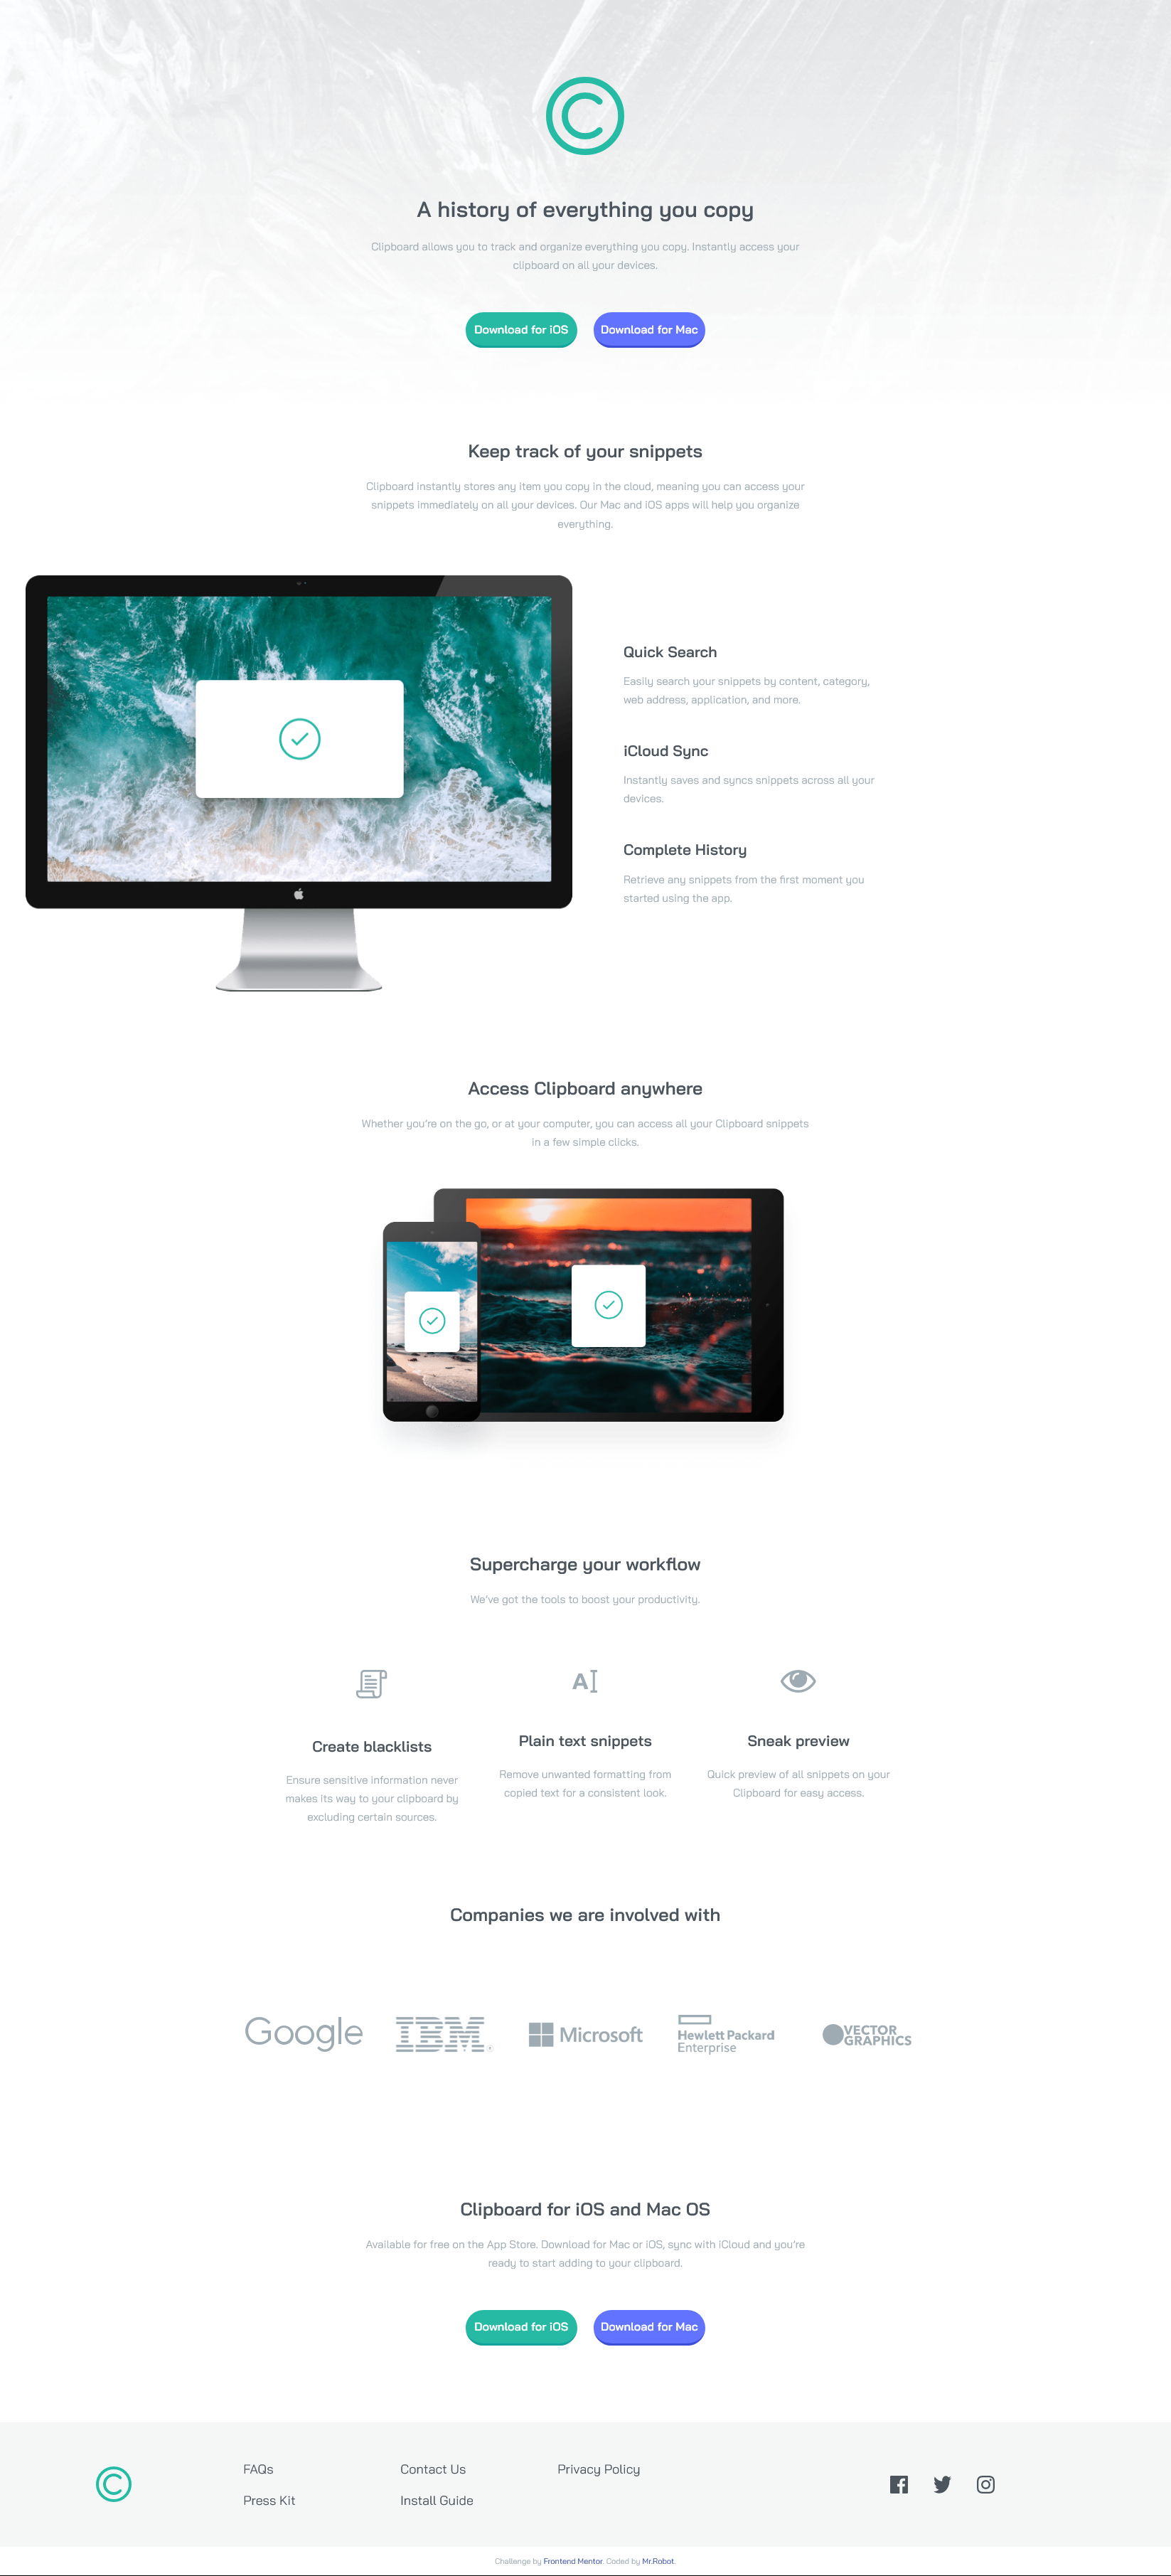 A history of everything you copy
Clipboard allows you to track and organize everything you copy. Instantly access your
clipboard on all your devices.
Download for iOS
Download for Mac
Keep track of your snippets
Clipboard instantly stores any item you copy in the cloud, meaning you can access your
snippets immediately on all your devices. Our Mac and iOS apps will help you organize
everything.
Quick Search
Easily search your snippets by content, category,
web address, application, and more.
iCloud Sync
Instantly saves and syncs snippets across all your
devices.
Complete History
Retrieve any snippets from the first moment you
started using the app.
Access Clipboard anywhere
Whether you're on the go, or at your computer, you can access all your Clipboard snippets
in a few simple clicks.
Supercharge your workflow
We've got the tools to boost your productivity.
Create blacklists
Ensure sensitive information never
makes its way to your clipboard by
excluding certain sources.
Plain text snippets
Remove unwanted formatting from
copied text for a consistent look.
Sneak preview
Quick preview of all snippets on your
Clipboard for easy access.
Companies we are involved with
Google
IBM
Microsoft
Hewlett Packard
Enterprise
VECTOR
GRAPHICS
Clipboard for iOS and Mac OS
Available for free on the App Store. Download for Mac or iOS, sync with iCloud and you're
ready to start adding to your clipboard.
Download for iOS
Download for Mac
FAQs
Press Kit
Contact Us
Install Guide
Privacy Policy
Challenge by Frontend Mentor. Coded by Mr.Robot.